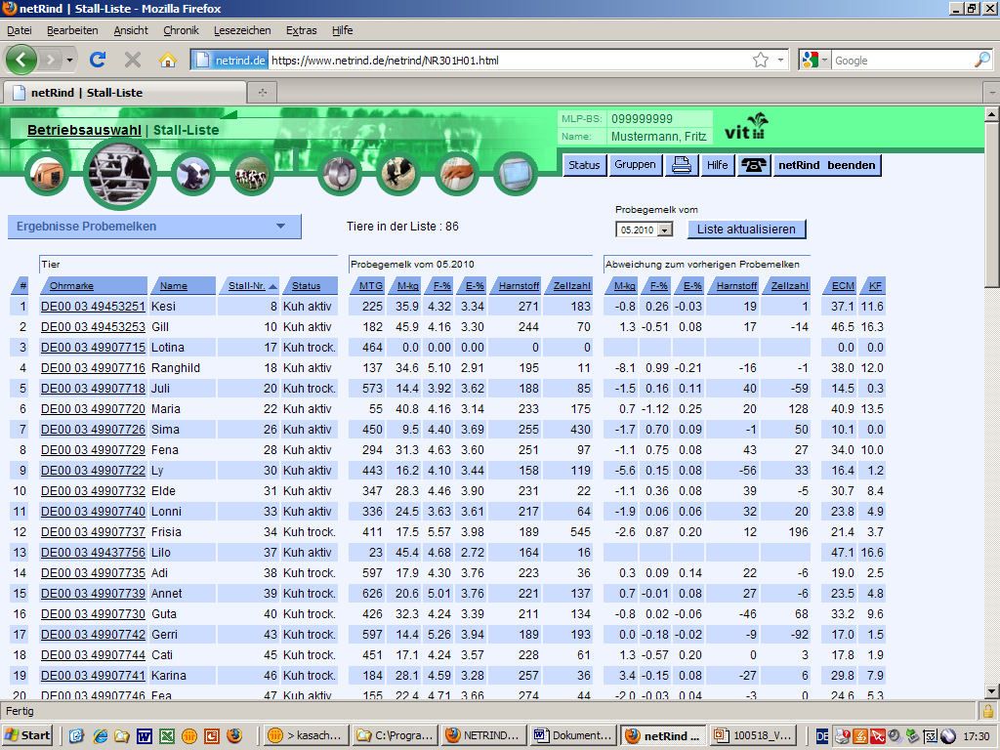 netRind | Stall-Liste - Mozilla Firefox
Datei Bearbeiten Ansicht Chronik Lesezeichen Extras Hilfe
netrind.de https://www.netrind.de/netrind/NR301H01.html Google
netRind | Stall-Liste
Betriebsauswahl | Stall-Liste
MLP-BS: 099999999
Name: Mustermann, Fritz
vit
Status Gruppen Hilfe netRind beenden
Ergebnisse Probemelken
Tiere in der Liste : 86
Probegemelk vom
05.2010 Liste aktualisieren
Tier Probegemelk vom 05.2010 Abweichung zum vorherigen Probemelken
# Ohrmarke Name Stall-Nr. Status MTG M-kg F-% E-% Harnstoff Zellzahl M-kg F-% E-% Harnstoff Zellzahl ECM KF
1 DE00 03 49453251 Kesi 8 Kuh aktiv 225 35.9 4.32 3.34 271 183 -0.8 0.26 -0.03 19 1 37.1 11.6
2 DE00 03 49453253 Gill 10 Kuh aktiv 182 45.9 4.16 3.30 244 70 1.3 -0.51 0.08 17 -14 46.5 16.3
3 DE00 03 49907715 Lotina 17 Kuh trock. 464 0.0 0.00 0.00 0 0 0.0 0.0
4 DE00 03 49907716 Ranghild 18 Kuh aktiv 137 34.6 5.10 2.91 195 11 -8.1 0.99 -0.21 -16 -1 38.0 12.0
5 DE00 03 49907718 Juli 20 Kuh trock. 573 14.4 3.92 3.62 188 85 -1.5 0.16 0.11 40 -59 14.5 0.3
6 DE00 03 49907720 Maria 22 Kuh aktiv 55 40.8 4.16 3.14 233 175 0.7 -1.12 0.25 20 128 40.9 13.5
7 DE00 03 49907726 Sima 26 Kuh aktiv 450 9.5 4.40 3.69 255 430 -1.7 0.70 0.09 -1 50 10.1 0.0
8 DE00 03 49907729 Fena 28 Kuh aktiv 294 31.3 4.63 3.60 251 97 -1.1 0.75 0.08 43 27 34.0 10.0
9 DE00 03 49907722 Ly 30 Kuh aktiv 443 16.2 4.10 3.44 158 119 -5.6 0.15 0.08 -56 33 16.4 1.2
10 DE00 03 49907732 Elde 31 Kuh aktiv 347 28.3 4.46 3.90 231 22 -1.1 0.36 0.08 39 -5 30.7 8.4
11 DE00 03 49907740 Lonni 33 Kuh aktiv 336 24.5 3.63 3.61 217 64 -1.9 0.06 0.06 32 20 23.8 4.9
12 DE00 03 49907737 Frisia 34 Kuh trock. 411 17.5 5.57 3.98 189 545 -2.6 0.87 0.20 12 196 21.4 3.7
13 DE00 03 49437756 Lilo 37 Kuh aktiv 23 45.4 4.68 2.72 164 16 47.1 16.6
14 DE00 03 49907735 Adi 38 Kuh trock. 597 17.9 4.30 3.76 223 36 0.3 0.09 0.14 22 -6 19.0 2.5
15 DE00 03 49907739 Annet 39 Kuh trock. 626 20.6 5.01 3.76 221 137 0.7 -0.01 0.08 27 -6 23.5 4.8
16 DE00 03 49907730 Guta 40 Kuh trock. 426 32.3 4.24 3.39 211 134 -0.8 0.02 -0.06 -46 68 33.2 9.6
17 DE00 03 49907742 Gerri 43 Kuh trock. 597 14.4 5.26 3.94 189 193 0.0 -0.18 -0.02 -9 -92 17.0 1.5
18 DE00 03 49907744 Cati 45 Kuh trock. 451 17.1 4.24 3.57 228 61 1.3 -0.57 0.20 0 3 17.8 1.9
19 DE00 03 49907741 Karina 46 Kuh trock. 184 28.1 4.59 3.28 257 36 3.4 -0.15 0.08 -27 6 29.8 7.9
20 DE00 03 49907746 Fea 47 Kuh aktiv 155 22.4 4.71 3.66 274 44 -2.0 -0.03 0.04 -3 0 24.6 5.3
Fertig
Start > kasach... C:\Progra... NETRIND... Dokument... netRind ... 100518_V... DE 17:30